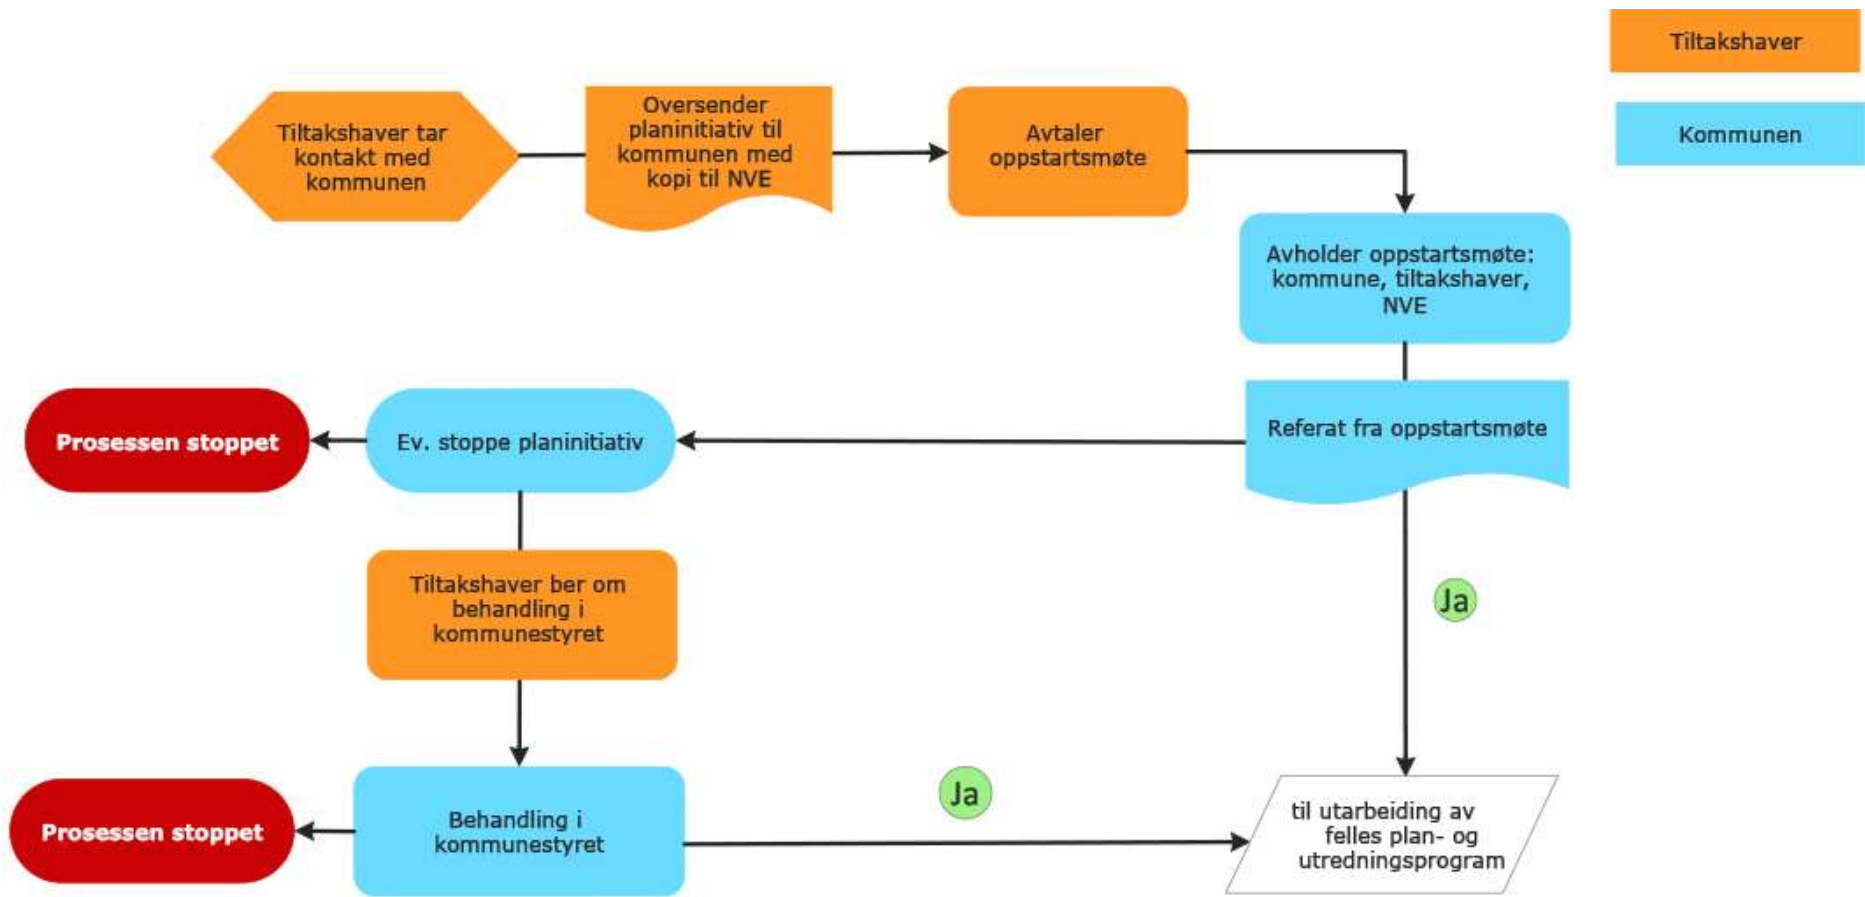 Tiltakshaver
Kommunen
Tiltakshaver tar
kontakt med
kommunen
Oversender
planinitiativ til
kommunen med
kopi til NVE
Avtaler
oppstartsmøte
Avholder oppstartsmøte:
kommune, tiltakshaver,
NVE
Referat fra oppstartsmøte
Ev. stoppe planinitiativ
Prosessen stoppet
Tiltakshaver ber om
behandling i
kommunestyret
Ja
Prosessen stoppet
Behandling i
kommunestyret
Ja
til utarbeiding av
felles plan- og
utredningsprogram